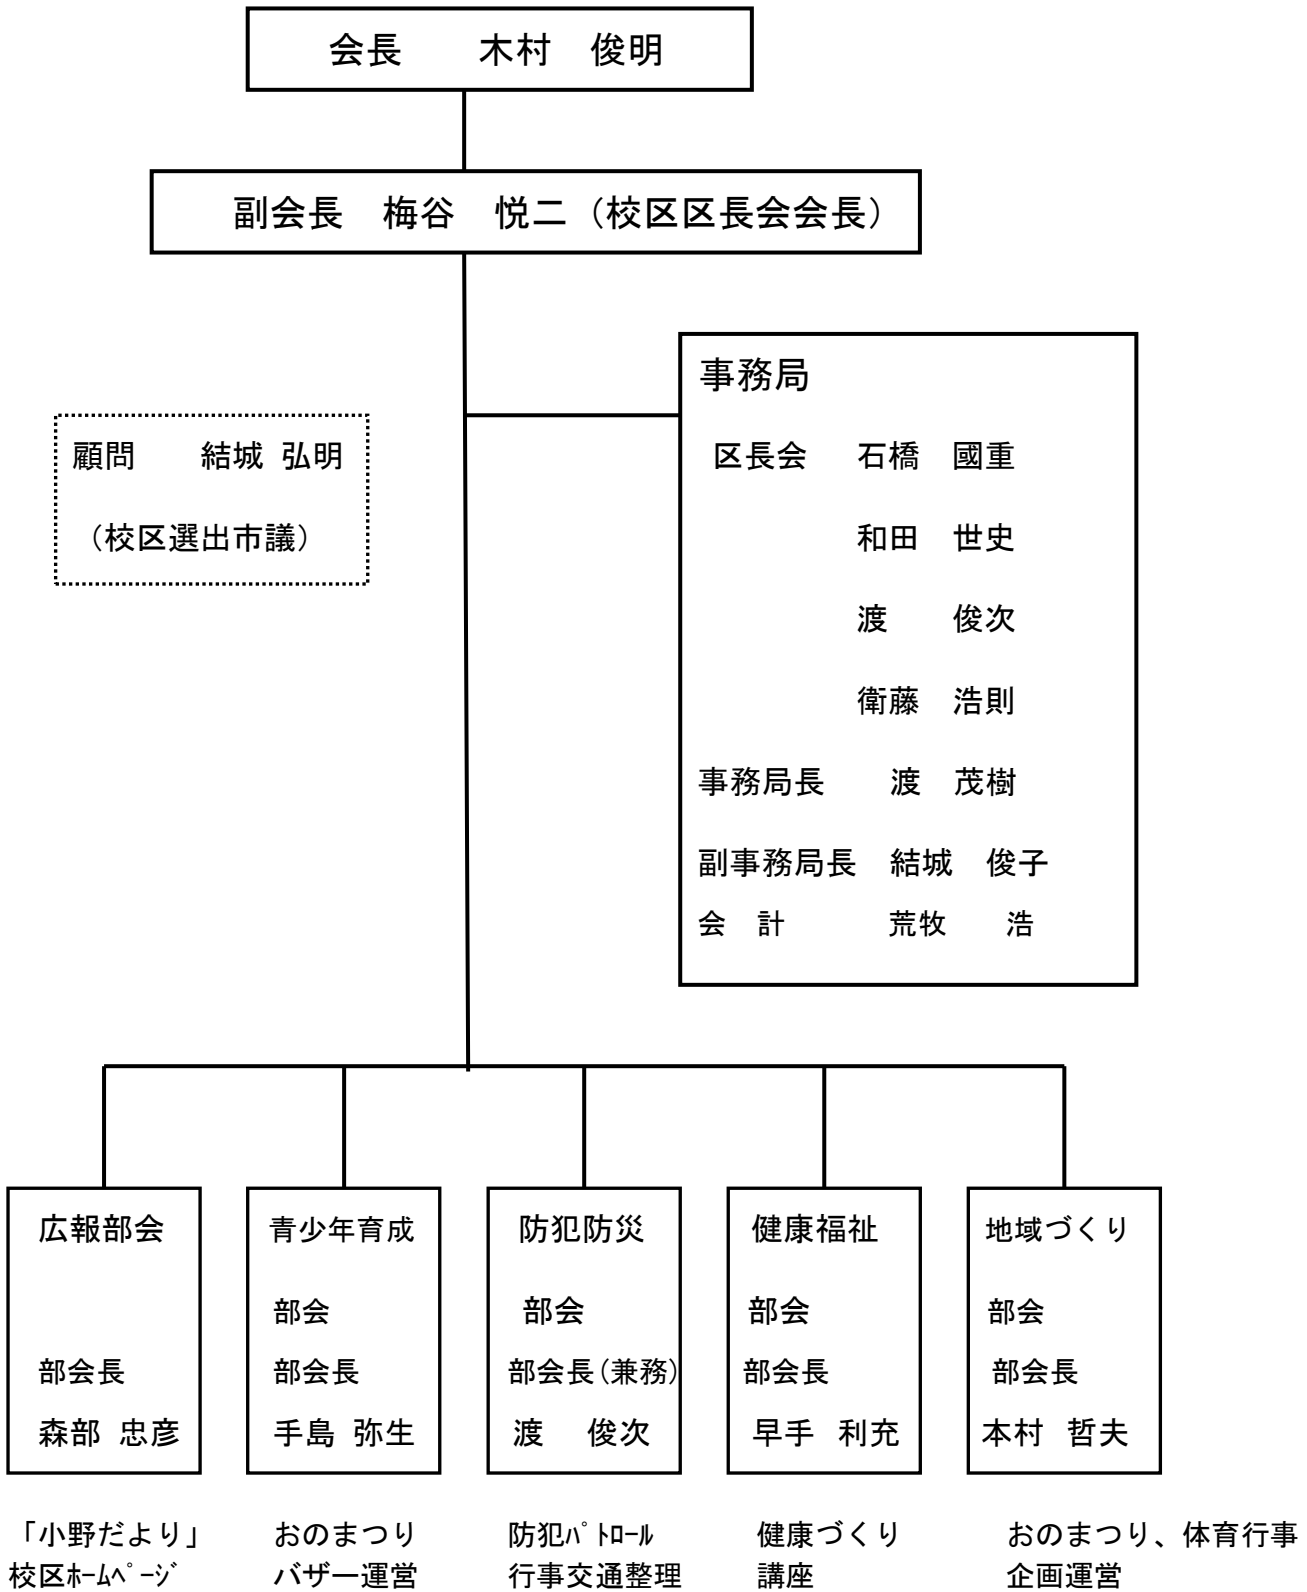 会長　　木村　俊明
副会長　梅谷　悦二（校区区長会会長）
事務局
区長会　石橋　國重
和田　世史
渡　　俊次
衛藤　浩則
事務局長　　渡　茂樹
副事務局長　結城　俊子
会　計　　　荒牧　　浩
顧問　　結城 弘明
（校区選出市議）
広報部会
部会長
森部 忠彦
「小野だより」
校区ﾎｰﾑﾍﾟｰｼﾞ
青少年育成
部会
部会長
手島 弥生
おのまつり
バザー運営
防犯防災
部会
部会長(兼務)
渡　俊次
防犯ﾊﾟﾄﾛｰﾙ
行事交通整理
健康福祉
部会
部会長
早手 利充
健康づくり
講座
地域づくり
部会
部会長
本村 哲夫
おのまつり、体育行事
企画運営